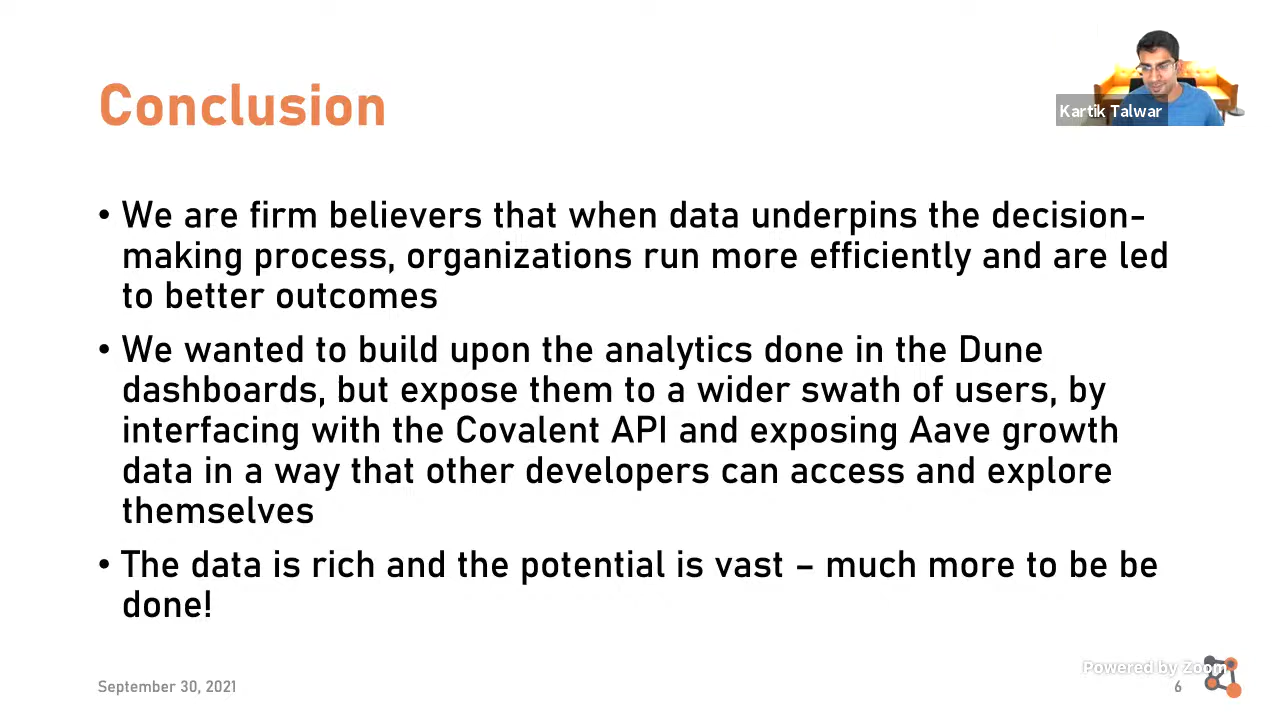 Conclusion
Kartik Talwar
• We are firm believers that when data underpins the decision-
making process, organizations run more efficiently and are led
to better outcomes
• We wanted to build upon the analytics done in the Dune
dashboards, but expose them to a wider swath of users, by
interfacing with the Covalent API and exposing Aave growth
data in a way that other developers can access and explore
themselves
• The data is rich and the potential is vast – much more to be be
done!
Powered by Zoom
September 30, 2021
6